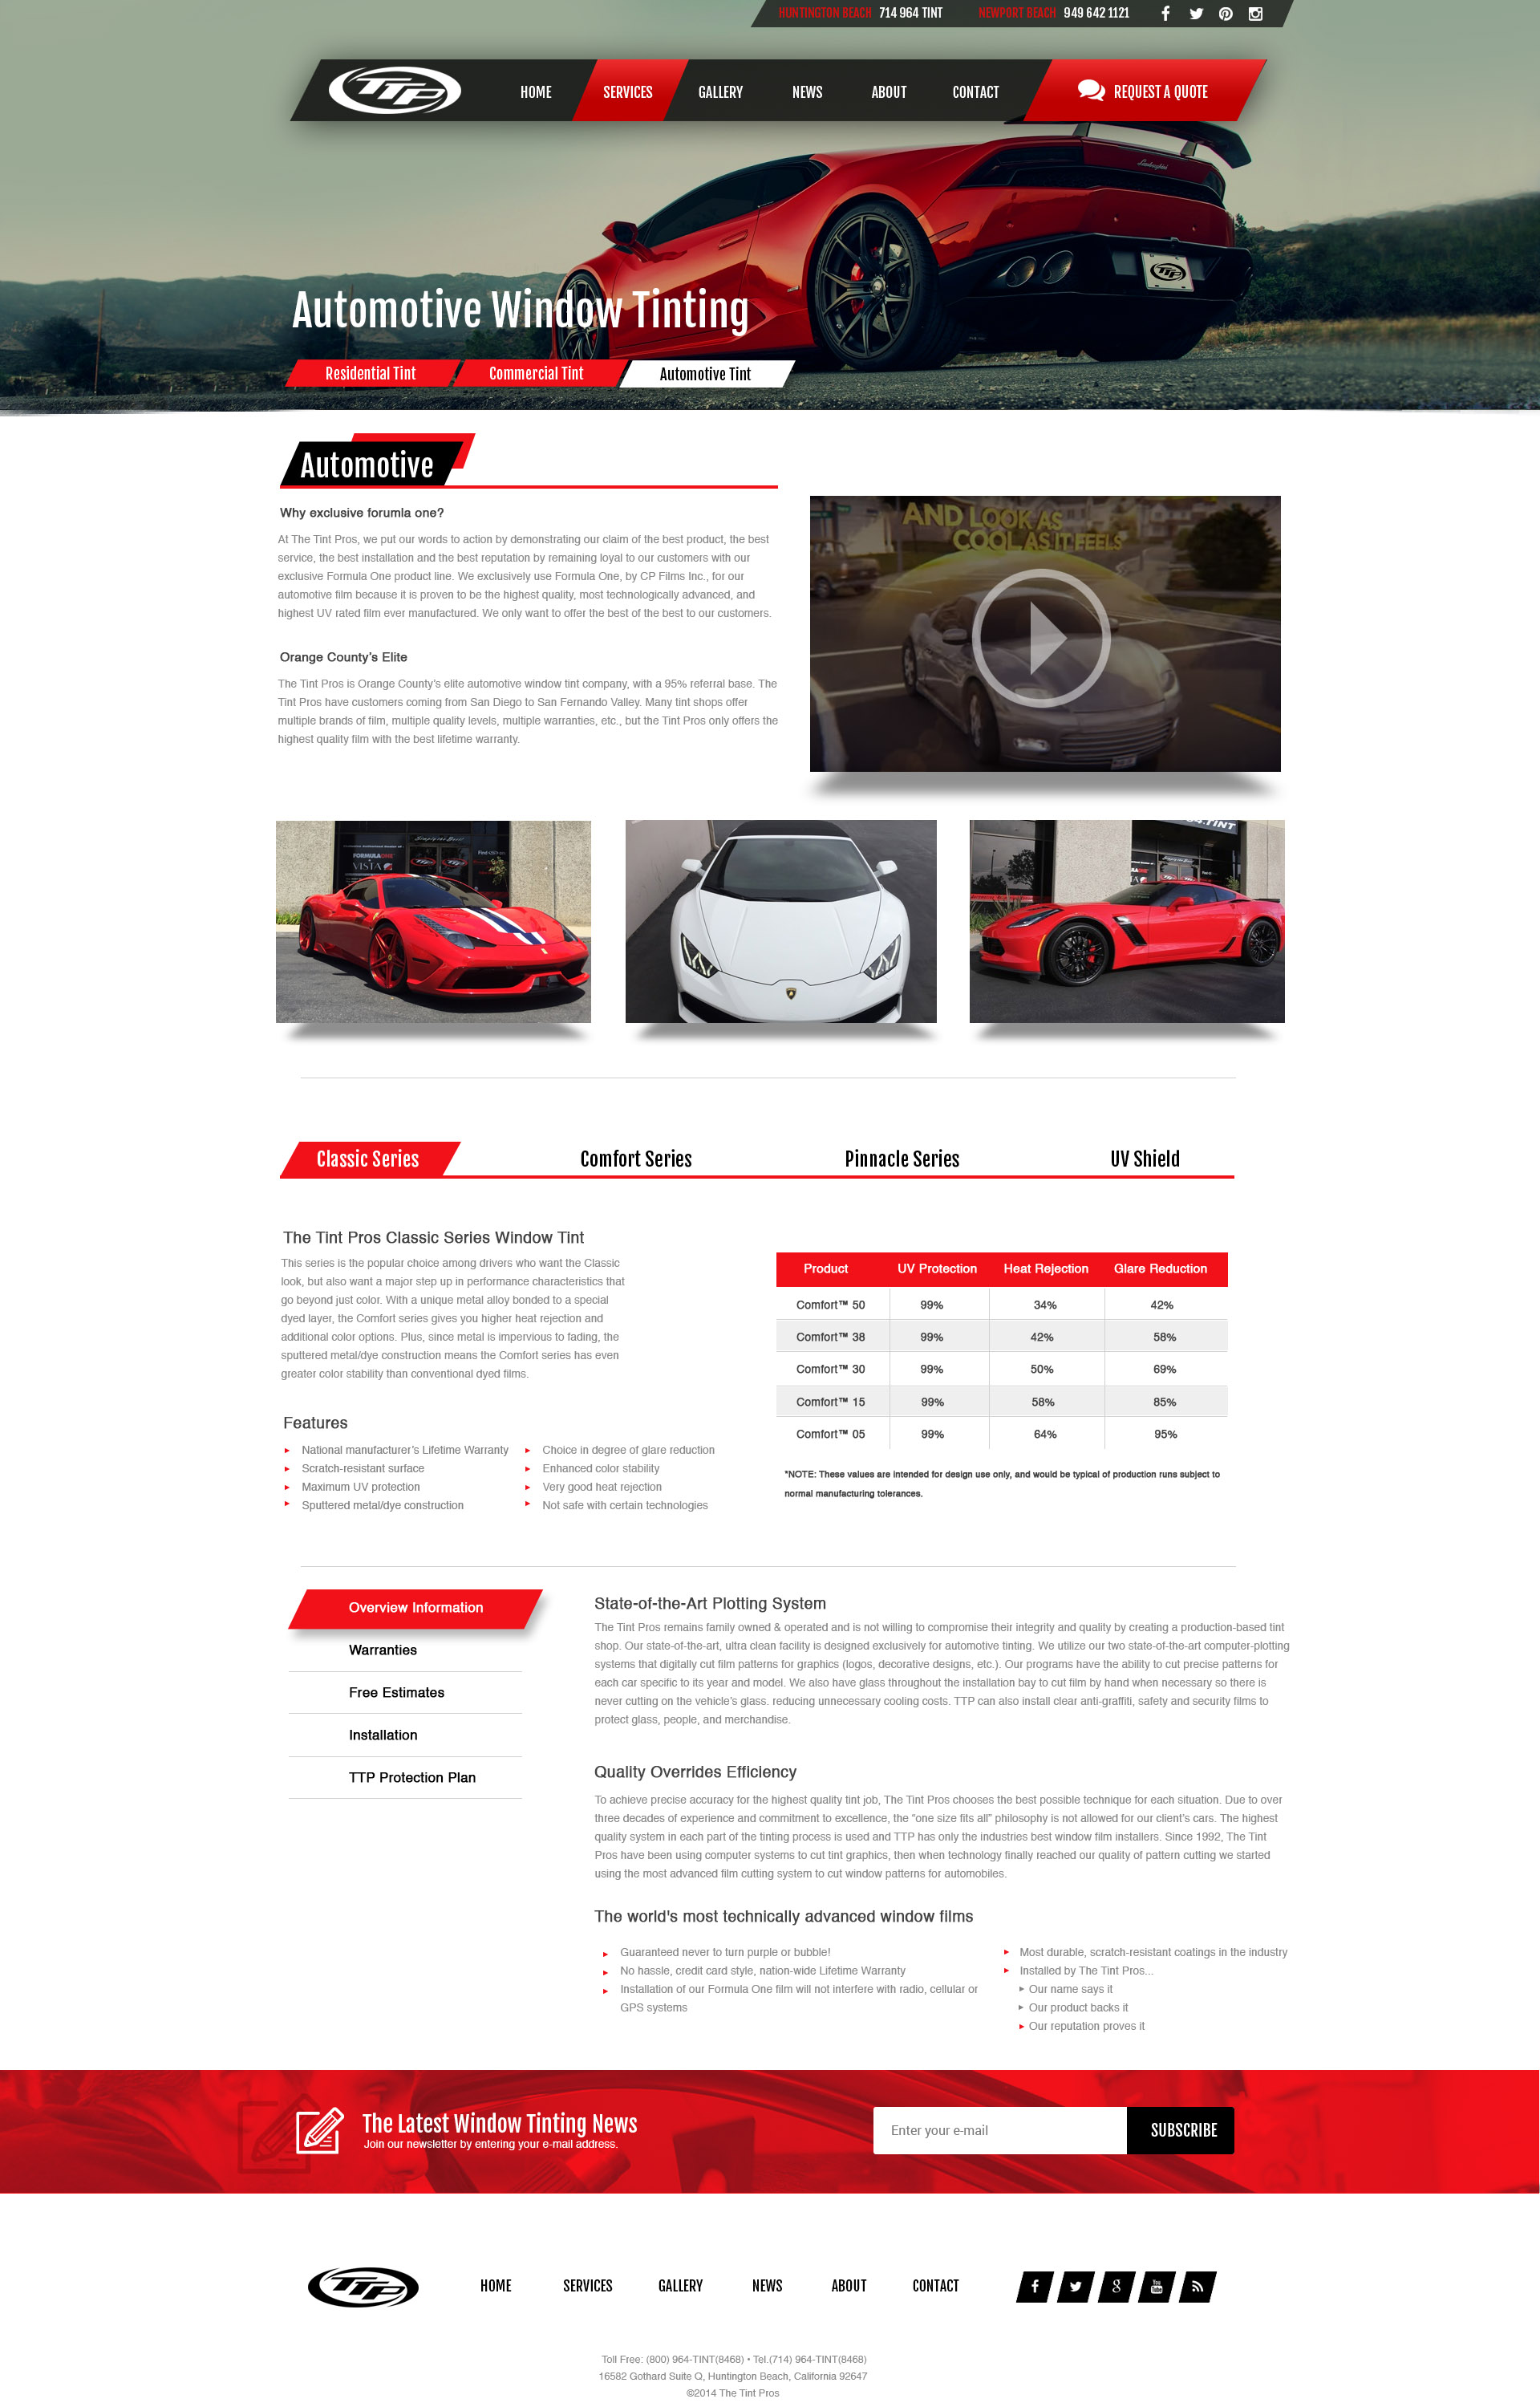 HUNTINGTON BEACH 714 964 TINT NEWPORT BEACH 949 642 1121
TTP HOME SERVICES GALLERY NEWS ABOUT CONTACT REQUEST A QUOTE
Lamborghini
TTP
Automotive Window Tinting
Residential Tint Commercial Tint Automotive Tint
Automotive
Why exclusive forumla one?
At The Tint Pros, we put our words to action by demonstrating our claim of the best product, the best
service, the best installation and the best reputation by remaining loyal to our customers with our
exclusive Formula One product line. We exclusively use Formula One, by CP Films Inc., for our
automotive film because it is proven to be the highest quality, most technologically advanced, and
highest UV rated film ever manufactured. We only want to offer the best of the best to our customers.
Orange County's Elite
The Tint Pros is Orange County's elite automotive window tint company, with a 95% referral base. The
Tint Pros have customers coming from San Diego to San Fernando Valley. Many tint shops offer
multiple brands of film, multiple quality levels, multiple warranties, etc., but the Tint Pros only offers the
highest quality film with the best lifetime warranty.
AND LOOK AS
COOL AS IT FEELS
Simply the Best
FORMULAONE
VISTA
TTP TTP
4-TINT
Classic Series Comfort Series Pinnacle Series UV Shield
The Tint Pros Classic Series Window Tint
This series is the popular choice among drivers who want the Classic
look, but also want a major step up in performance characteristics that
go beyond just color. With a unique metal alloy bonded to a special
dyed layer, the Comfort series gives you higher heat rejection and
additional color options. Plus, since metal is impervious to fading, the
sputtered metal/dye construction means the Comfort series has even
greater color stability than conventional dyed films.
Features
National manufacturer's Lifetime Warranty
Scratch-resistant surface
Maximum UV protection
Sputtered metal/dye construction
Choice in degree of glare reduction
Enhanced color stability
Very good heat rejection
Not safe with certain technologies
Product UV Protection Heat Rejection Glare Reduction
Comfort™ 50 99% 34% 42%
Comfort™ 38 99% 42% 58%
Comfort™ 30 99% 50% 69%
Comfort™ 15 99% 58% 85%
Comfort™ 05 99% 64% 95%
*NOTE: These values are intended for design use only, and would be typical of production runs subject to
normal manufacturing tolerances.
Overview Information
Warranties
Free Estimates
Installation
TTP Protection Plan
State-of-the-Art Plotting System
The Tint Pros remains family owned & operated and is not willing to compromise their integrity and quality by creating a production-based tint
shop. Our state-of-the-art, ultra clean facility is designed exclusively for automotive tinting. We utilize our two state-of-the-art computer-plotting
systems that digitally cut film patterns for graphics (logos, decorative designs, etc.). Our programs have the ability to cut precise patterns for
each car specific to its year and model. We also have glass throughout the installation bay to cut film by hand when necessary so there is
never cutting on the vehicle's glass. reducing unnecessary cooling costs. TTP can also install clear anti-graffiti, safety and security films to
protect glass, people, and merchandise.
Quality Overrides Efficiency
To achieve precise accuracy for the highest quality tint job, The Tint Pros chooses the best possible technique for each situation. Due to over
three decades of experience and commitment to excellence, the "one size fits all" philosophy is not allowed for our client's cars. The highest
quality system in each part of the tinting process is used and TTP has only the industries best window film installers. Since 1992, The Tint
Pros have been using computer systems to cut tint graphics, then when technology finally reached our quality of pattern cutting we started
using the most advanced film cutting system to cut window patterns for automobiles.
The world's most technically advanced window films
Guaranteed never to turn purple or bubble!
No hassle, credit card style, nation-wide Lifetime Warranty
Installation of our Formula One film will not interfere with radio, cellular or
GPS systems
Most durable, scratch-resistant coatings in the industry
Installed by The Tint Pros...
Our name says it
Our product backs it
Our reputation proves it
The Latest Window Tinting News
Join our newsletter by entering your e-mail address.
Enter your e-mail SUBSCRIBE
TTP HOME SERVICES GALLERY NEWS ABOUT CONTACT
Toll Free: (800) 964-TINT(8468) • Tel.(714) 964-TINT(8468)
16582 Gothard Suite Q, Huntington Beach, California 92647
©2014 The Tint Pros